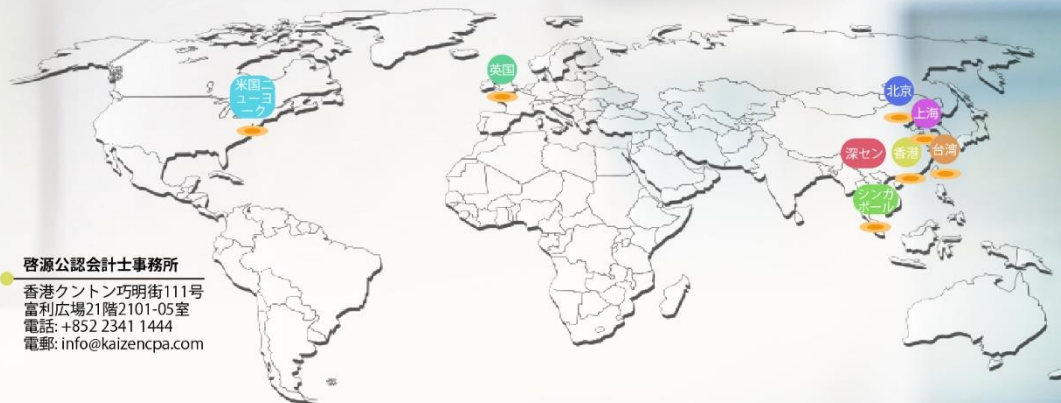 英国
米国ニ
ューヨ
ーク
北京
上海
深セン
香港
台湾
シンガ
ポール
啓源公認会計士事務所
香港クントン巧明街111号
富利広場21階2101-05室
電話: +852 2341 1444
電郵: info@kaizencpa.com